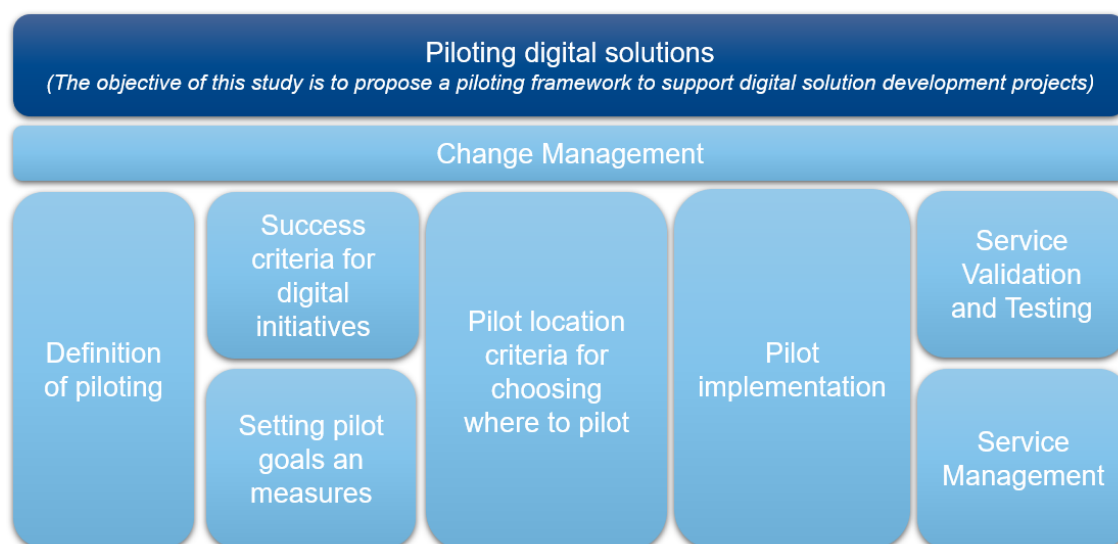 Piloting digital solutions
(The objective of this study is to propose a piloting framework to support digital solution development projects)
Change Management
Definition
of piloting
Success
criteria for
digital
initiatives
Setting pilot
goals an
measures
Pilot location
criteria for
choosing
where to pilot
Pilot
implementation
Service
Validation
and Testing
Service
Management